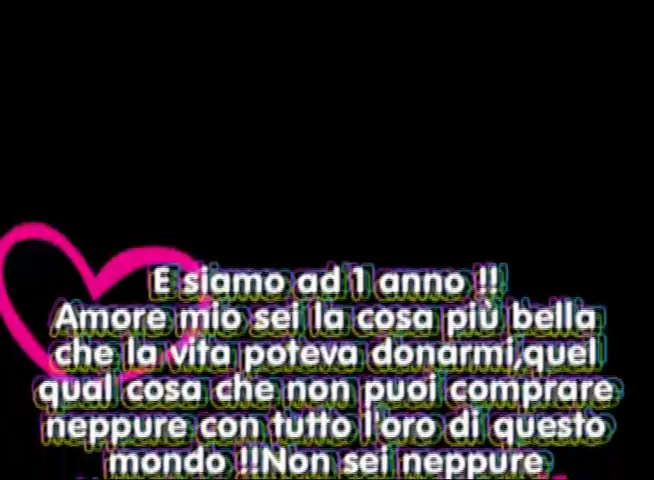 E siamo ad 1 anno !!
Amore mio sei la cosa più bella
che la vita poteva donarmi,quel
qual cosa che non puoi comprare
neppure con tutto l'oro di questo
mondo !!Non sei neppure